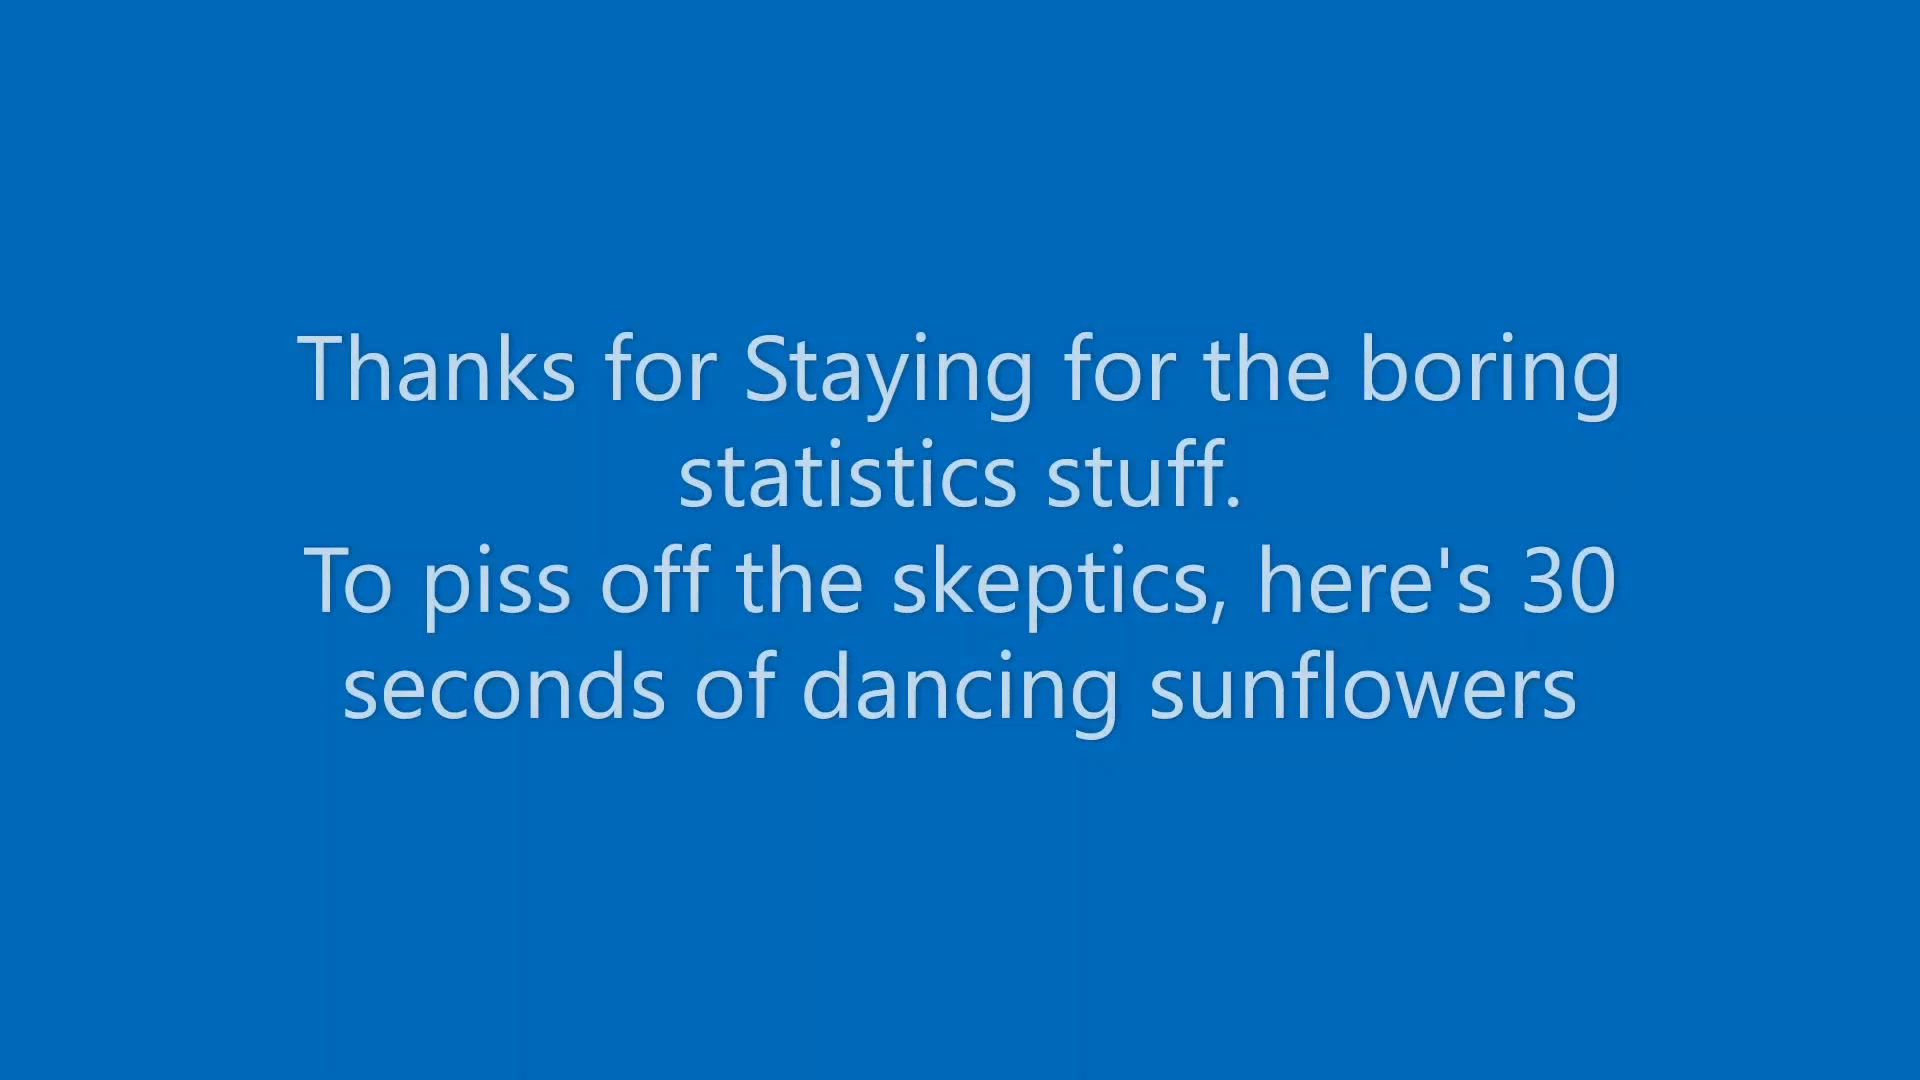 Thanks for Staying for the boring
statistics stuff.
To piss off the skeptics, here's 30
seconds of dancing sunflowers